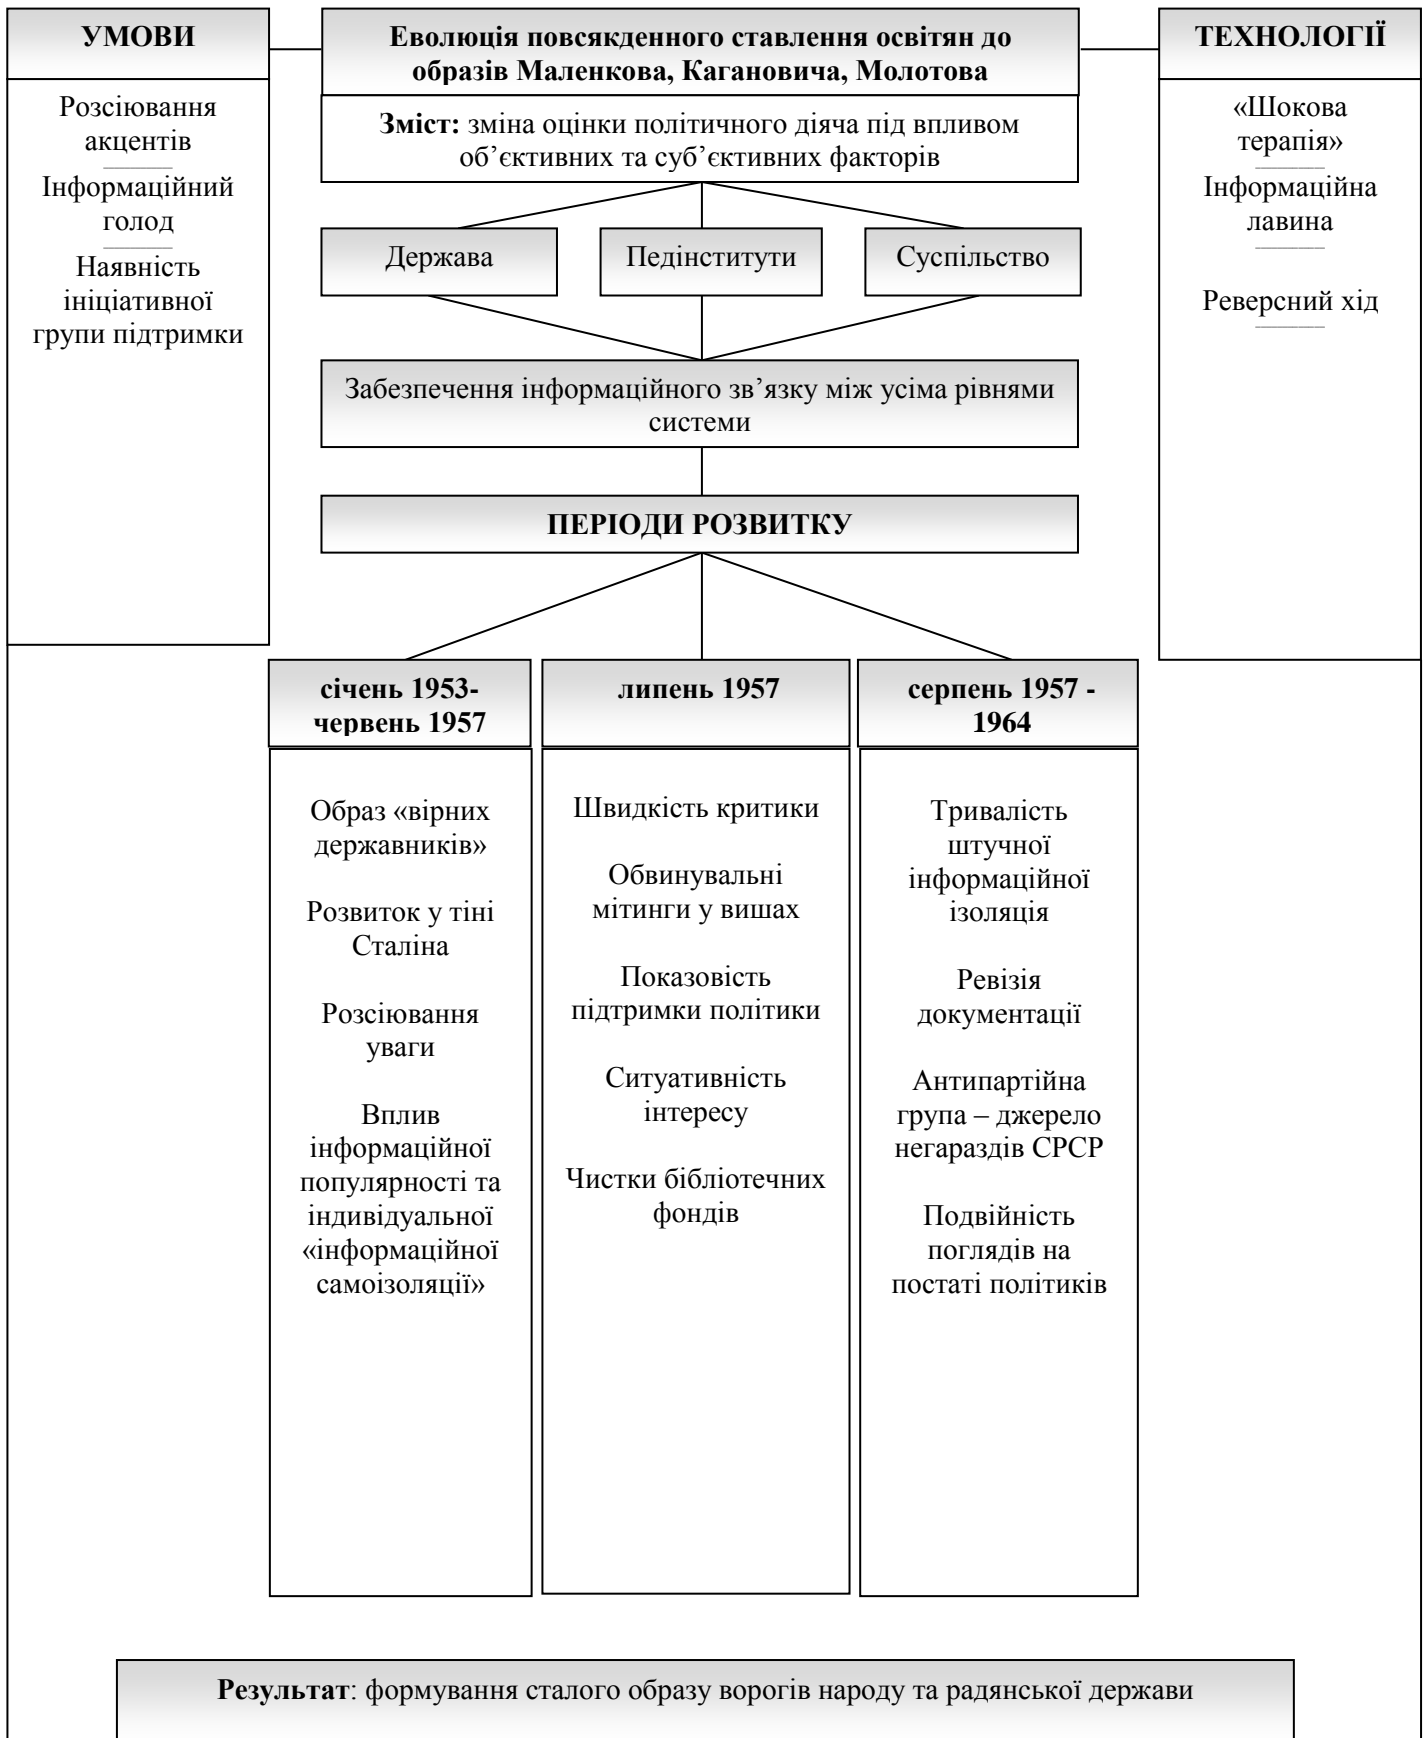 УМОВИ
Розсіювання
акцентів
Інформаційний
голод
Наявність
ініціативної
групи підтримки
Еволюція повсякденного ставлення освітян до
образів Маленкова, Кагановича, Молотова
Зміст: зміна оцінки політичного діяча під впливом
об’єктивних та суб’єктивних факторів
Держава
Педінститути
Суспільство
Забезпечення інформаційного зв’язку між усіма рівнями
системи
ПЕРІОДИ РОЗВИТКУ
ТЕХНОЛОГІЇ
«Шокова
терапія»
Інформаційна
лавина
Реверсний хід
січень 1953-
червень 1957
Образ «вірних
державників»
Розвиток у тіні
Сталіна
Розсіювання
уваги
Вплив
інформаційної
популярності та
індивідуальної
«інформаційної
самоізоляції»
липень 1957
Швидкість критики
Обвинувальні
мітинги у вишах
Показовість
підтримки політики
Ситуативність
інтересу
Чистки бібліотечних
фондів
серпень 1957 -
1964
Тривалість
штучної
інформаційної
ізоляція
Ревізія
документації
Антипартійна
група – джерело
негараздів СРСР
Подвійність
поглядів на
постаті політиків
Результат: формування сталого образу ворогів народу та радянської держави